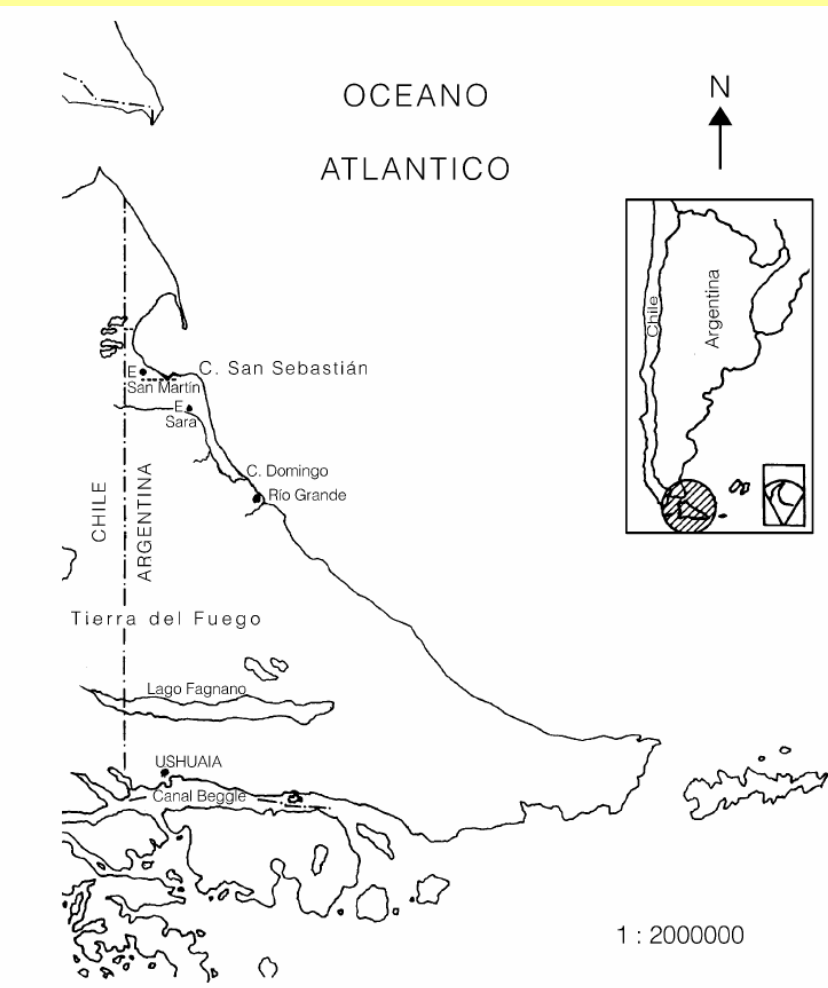 OCEANO
ATLANTICO
N
Chile
Argentina
C. San Sebastián
E
San Martín
E
Sara
C. Domingo
Río Grande
CHILE
ARGENTINA
Tierra del Fuego
Lago Fagnano
USHUAIA
Canal Beggle
1 : 2000000